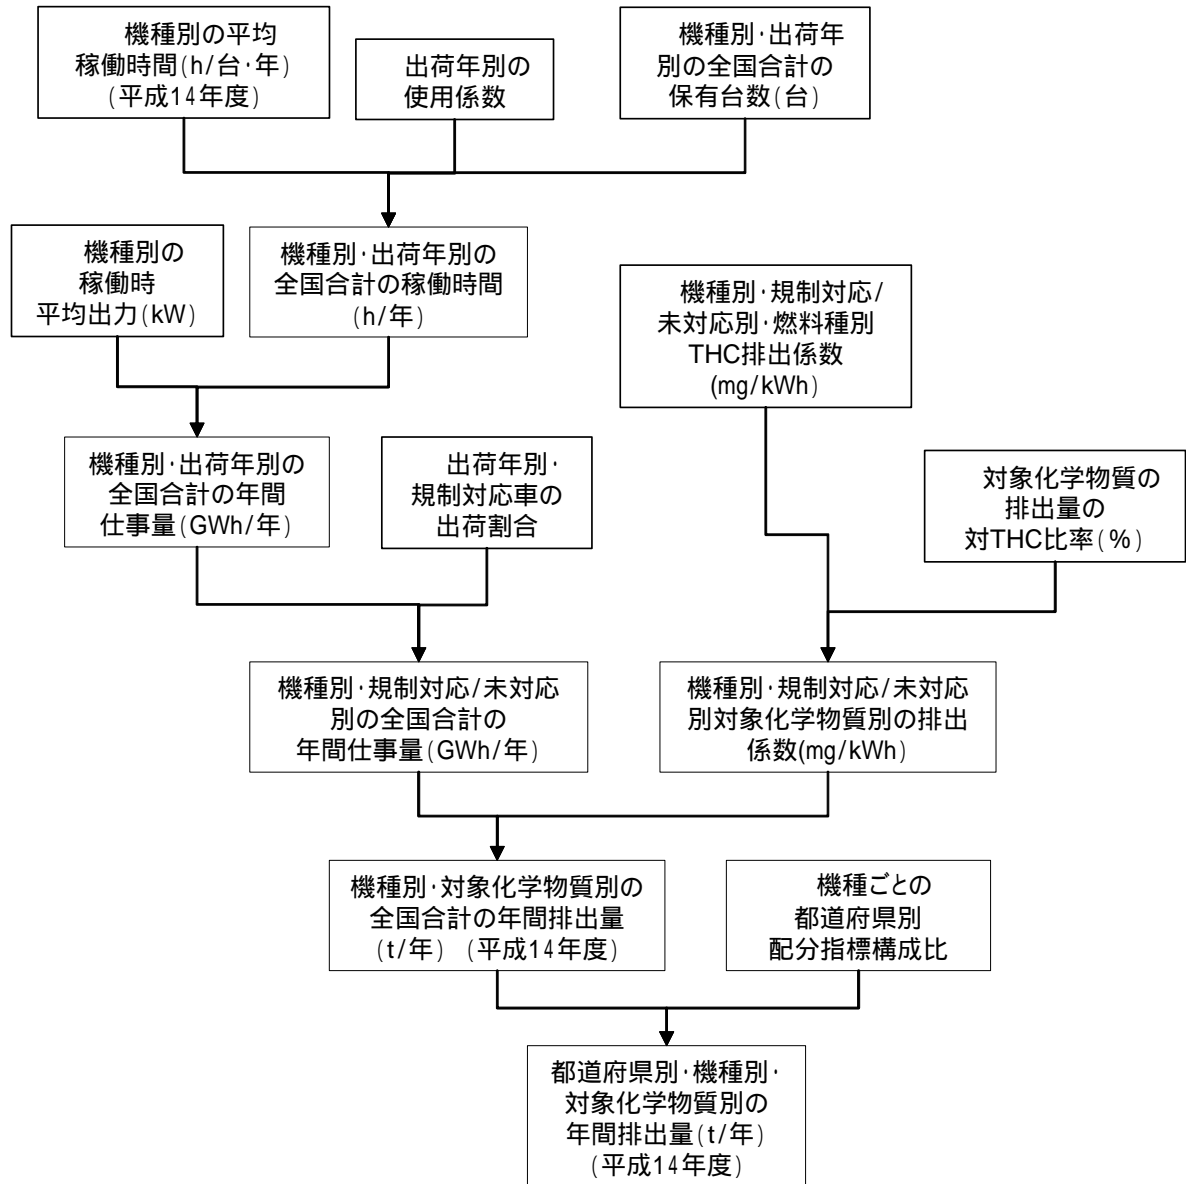 機種別の平均
稼働時間(h/台·年)
(平成14年度)
出荷年別の
使用係数
機種別·出荷年
別の全国合計の
保有台数(台)
機種別の
稼働時
平均出力(kW)
機種別·出荷年別の
全国合計の稼働時間
(h/年)
機種別·規制対応/
未対応別·燃料種別
THC排出係数
(mg/kWh)
機種別·出荷年別の
全国合計の年間
仕事量(GWh/年)
出荷年別·
規制対応車の
出荷割合
対象化学物質の
排出量の
対THC比率(%)
機種別·規制対応/未対応
別の全国合計の
年間仕事量(GWh/年)
機種別·規制対応/未対応
別対象化学物質別の排出
係数(mg/kWh)
機種別·対象化学物質別の
全国合計の年間排出量
(t/年) (平成14年度)
機種ごとの
都道府県別
配分指標構成比
都道府県別·機種別·
対象化学物質別の
年間排出量(t/年)
(平成14年度)